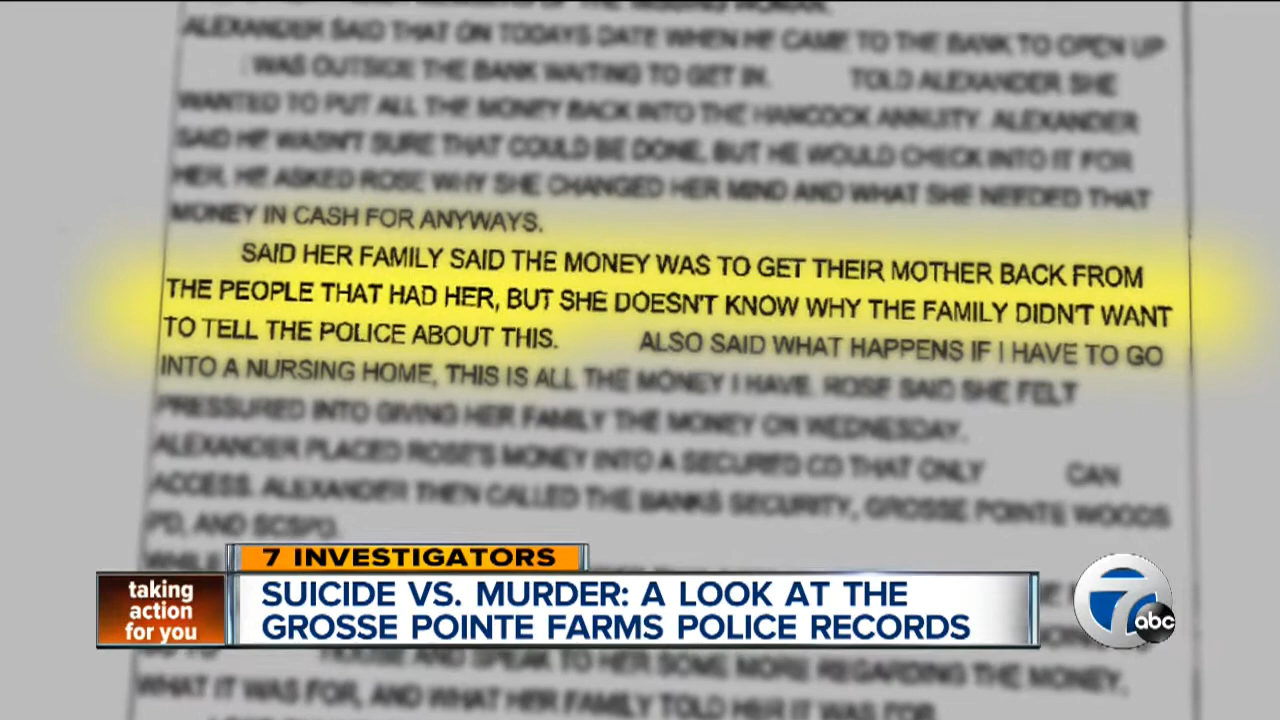 ALEXANDER SAID THAT ON TODAYS DATE WHEN HE CAME TO THE BANK TO OPEN UP
WAS OUTSIDE THE BANK WAITING TO GET IN. TOLD ALEXANDER SHE
WANTED TO PUT ALL THE MONEY BACK INTO THE HANCOCK ANNUITY. ALEXANDER
SAID HE WASN'T SURE THAT COULD BE DONE, BUT HE WOULD CHECK INTO IT FOR
HER. HE ASKED ROSE WHY SHE CHANGED HER MIND AND WHAT SHE NEEDED THAT
MONEY IN CASH FOR ANYWAYS.
SAID HER FAMILY SAID THE MONEY WAS TO GET THEIR MOTHER BACK FROM
THE PEOPLE THAT HAD HER, BUT SHE DOESN'T KNOW WHY THE FAMILY DIDN'T WANT
TO TELL THE POLICE ABOUT THIS. ALSO SAID WHAT HAPPENS IF I HAVE TO GO
INTO A NURSING HOME, THIS IS ALL THE MONEY I HAVE. ROSE SAID SHE FELT
PRESSURED INTO GIVING HER FAMILY THE MONEY ON WEDNESDAY.
ALEXANDER PLACED ROSE'S MONEY INTO A SECURED CD THAT ONLY CAN
ACCESS. ALEXANDER THEN CALLED THE BANKS SECURITY, GROSSE POINTE WOODS
PD, AND SCSPD.
WHILE
7 INVESTIGATORS
taking
action
for you
SUICIDE VS. MURDER: A LOOK AT THE
GROSSE POINTE FARMS POLICE RECORDS
7
abc
HOUSE AND SPEAK TO HER SOME MORE REGARDING THE MONEY,
WHAT IT WAS FOR, AND WHAT HER FAMILY TOLD HER IT WAS FOR.